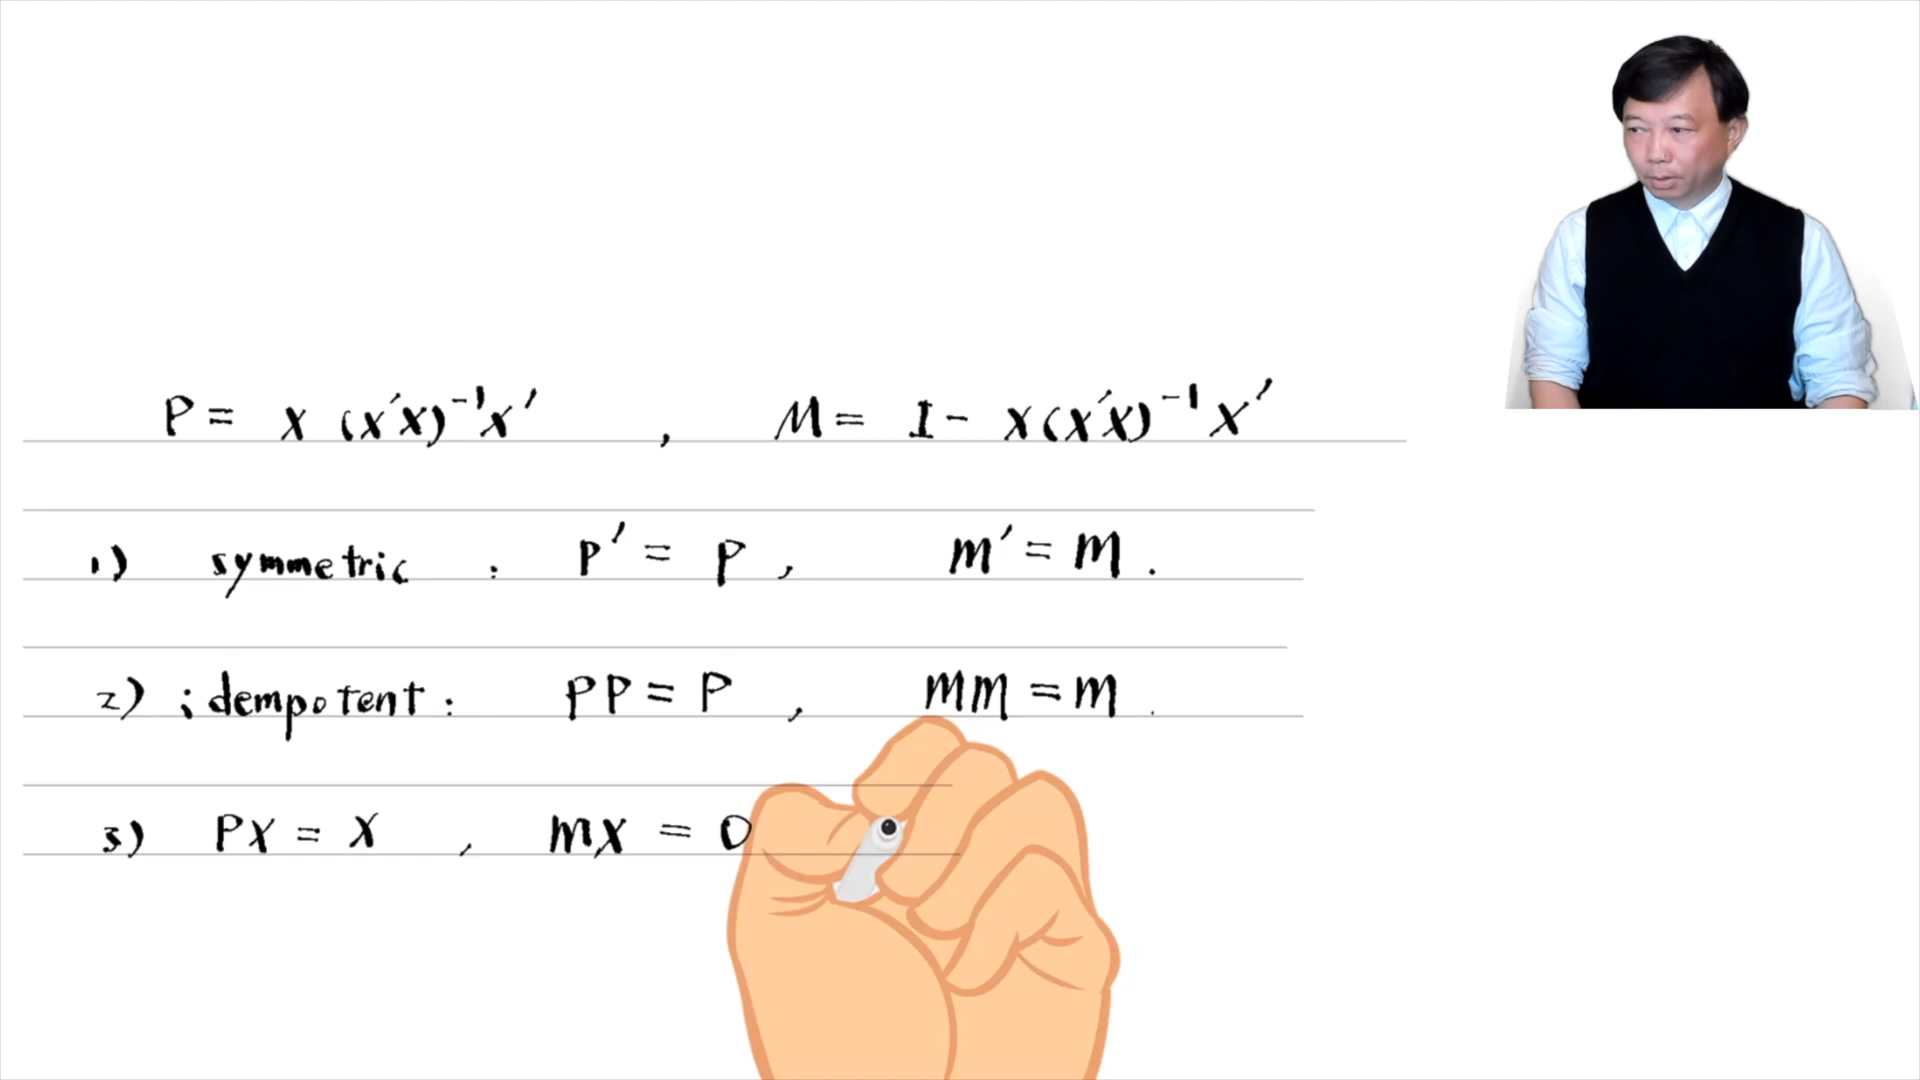 P = X (X'X)⁻¹X' , M = I - X(X'X)⁻¹X'
1) symmetric : P' = P , M' = M .
2) idempotent : PP = P , MM = M .
3) PX = X , MX = 0